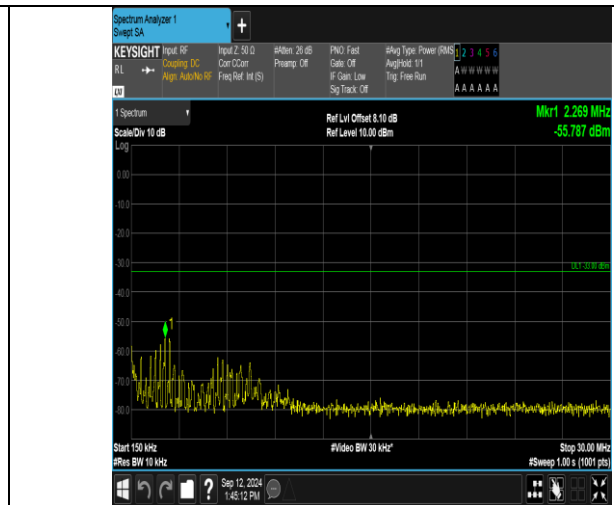 Spectrum Analyzer 1
Swept SA
+
KEYSIGHT Input: RF Input Z: 50 Ω #Atten: 26 dB PNO: Fast #Avg Type: Power (RMS 1 2 3 4 5 6
RL Coupling: DC Corr CCorr Preamp: Off Gate: Off Avg|Hold: 1/1 A W W W W W
Align: Auto/No RF Freq Ref: Int (S) IF Gain: Low Trig: Free Run
LXI Sig Track: Off A A A A A A
1 Spectrum Ref Lvl Offset 8.10 dB Mkr1 2.269 MHz
Scale/Div 10 dB Ref Level 10.00 dBm -55.787 dBm
Log
0.00
-10.0
-20.0
-30.0 DL1 -33.00 dBm
-40.0
-50.0
1
-60.0
-70.0
-80.0
Start 150 kHz #Video BW 30 kHz* Stop 30.00 MHz
#Res BW 10 kHz #Sweep 1.00 s (1001 pts)
? Sep 12, 2024
1:45:12 PM